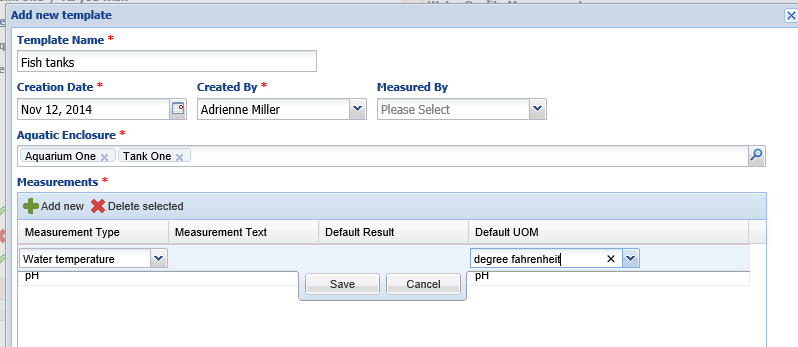 Add new template
Template Name *
Fish tanks
Creation Date * Created By * Measured By
Nov 12, 2014 Adrienne Miller Please Select
Aquatic Enclosure *
Aquarium One Tank One
Measurements *
Add new Delete selected
Measurement Type Measurement Text Default Result Default UOM
Water temperature degree fahrenheit
pH pH
Save Cancel